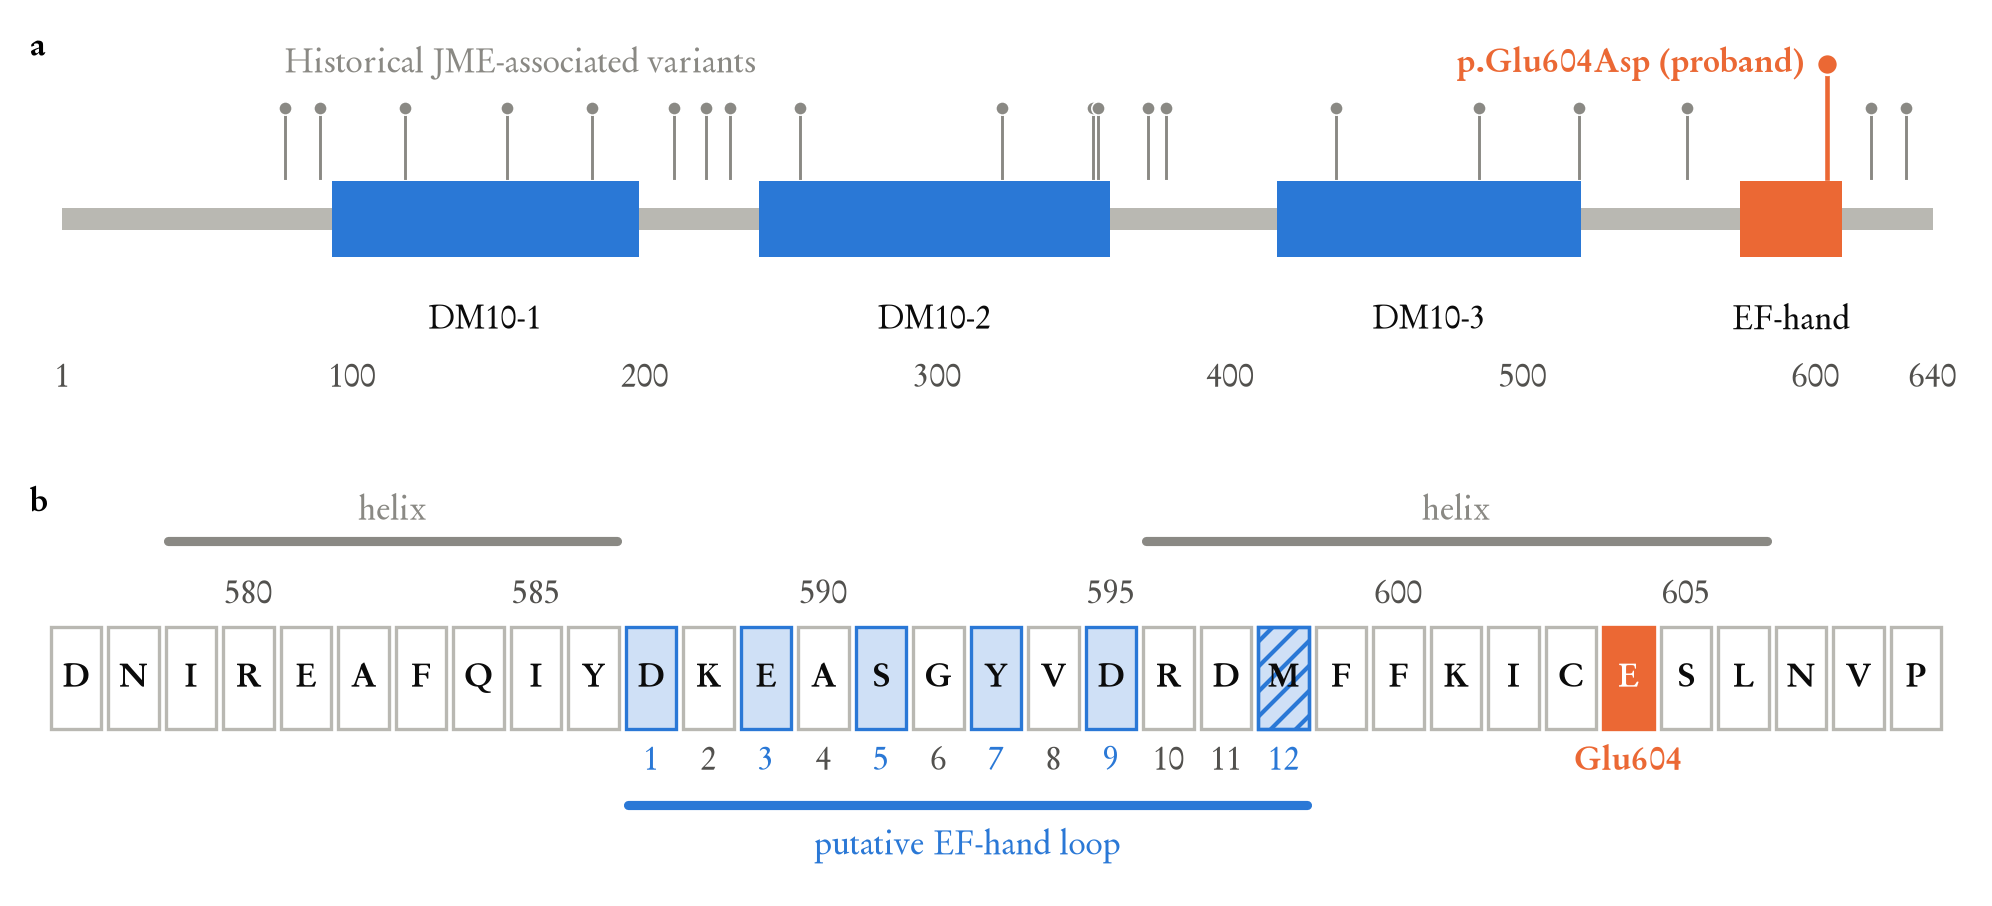 a
Historical JME-associated variants
p.Glu604Asp (proband)
DM10-1 DM10-2 DM10-3 EF-hand
1 100 200 300 400 500 600 640
b
helix helix
580 585 590 595 600 605
D N I R E A F Q I Y D K E A S G Y V D R D M F F K I C E S L N V P
1 2 3 4 5 6 7 8 9 10 11 12 Glu604
putative EF-hand loop